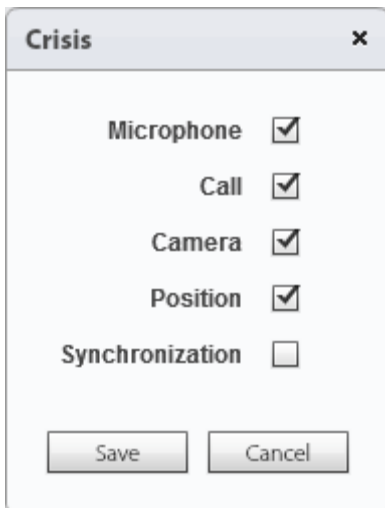 Crisis
Microphone
Call
Camera
Position
Synchronization
Save Cancel